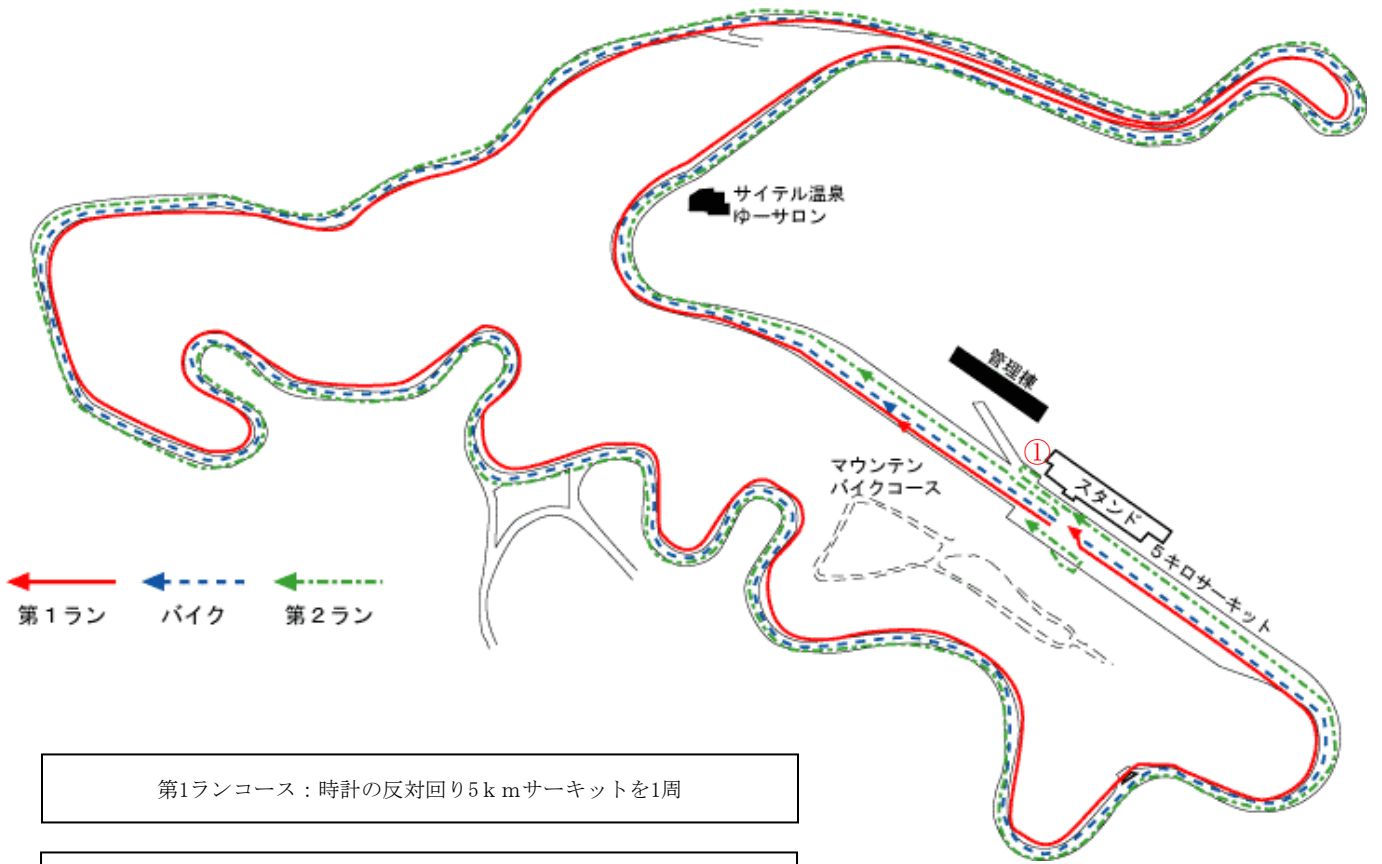 サイテル温泉
ゆーサロン
管理棟
①
スタンド
5キロサーキット
マウンテン
バイクコース
第1ラン
バイク
第2ラン
第1ランコース：時計の反対回り5ｋｍサーキットを1周